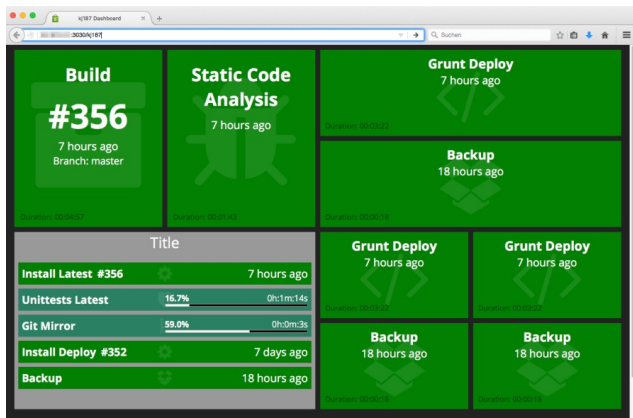 kj187 Dashboard
:3030/kj187
Suchen
Build
#356
7 hours ago
Branch: master
Duration: 00:04:57
Static Code
Analysis
7 hours ago
Duration: 00:01:43
Grunt Deploy
7 hours ago
Duration: 00:03:22
Backup
18 hours ago
Duration: 00:00:18
Title
Install Latest #356 7 hours ago
Unittests Latest 16.7% 0h:1m:14s
Git Mirror 59.0% 0h:0m:3s
Install Deploy #352 7 days ago
Backup 18 hours ago
Grunt Deploy
7 hours ago
Duration: 00:03:22
Grunt Deploy
7 hours ago
Duration: 00:03:22
Backup
18 hours ago
Duration: 00:00:18
Backup
18 hours ago
Duration: 00:00:18